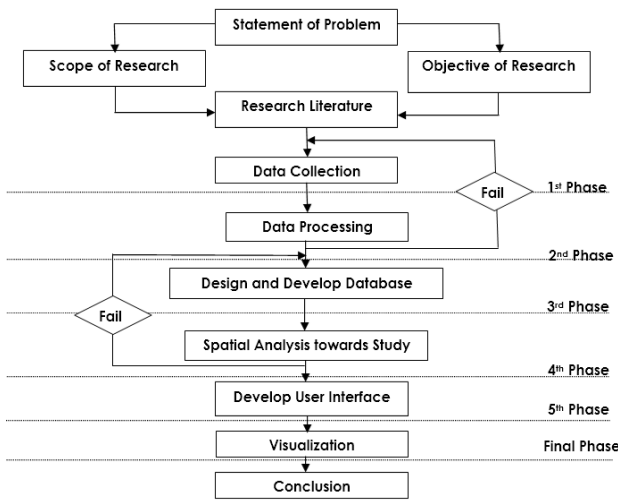 Statement of Problem
Scope of Research
Objective of Research
Research Literature
Data Collection
Fail
1st Phase
Data Processing
2nd Phase
Design and Develop Database
Fail
3rd Phase
Spatial Analysis towards Study
4th Phase
Develop User Interface
5th Phase
Visualization
Final Phase
Conclusion